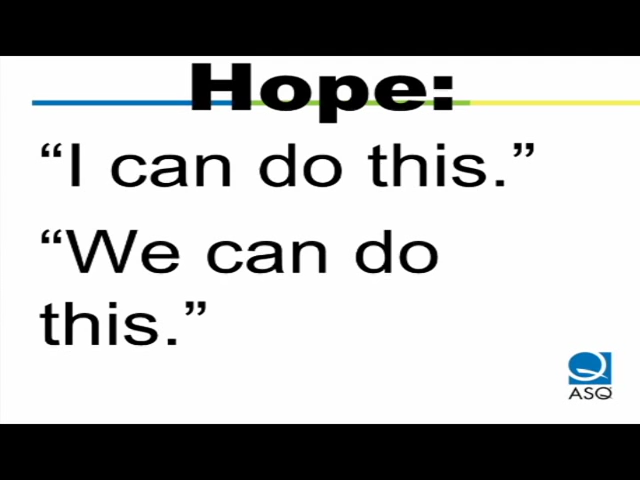 Hope:
“I can do this.”
“We can do
this.”
ASQ